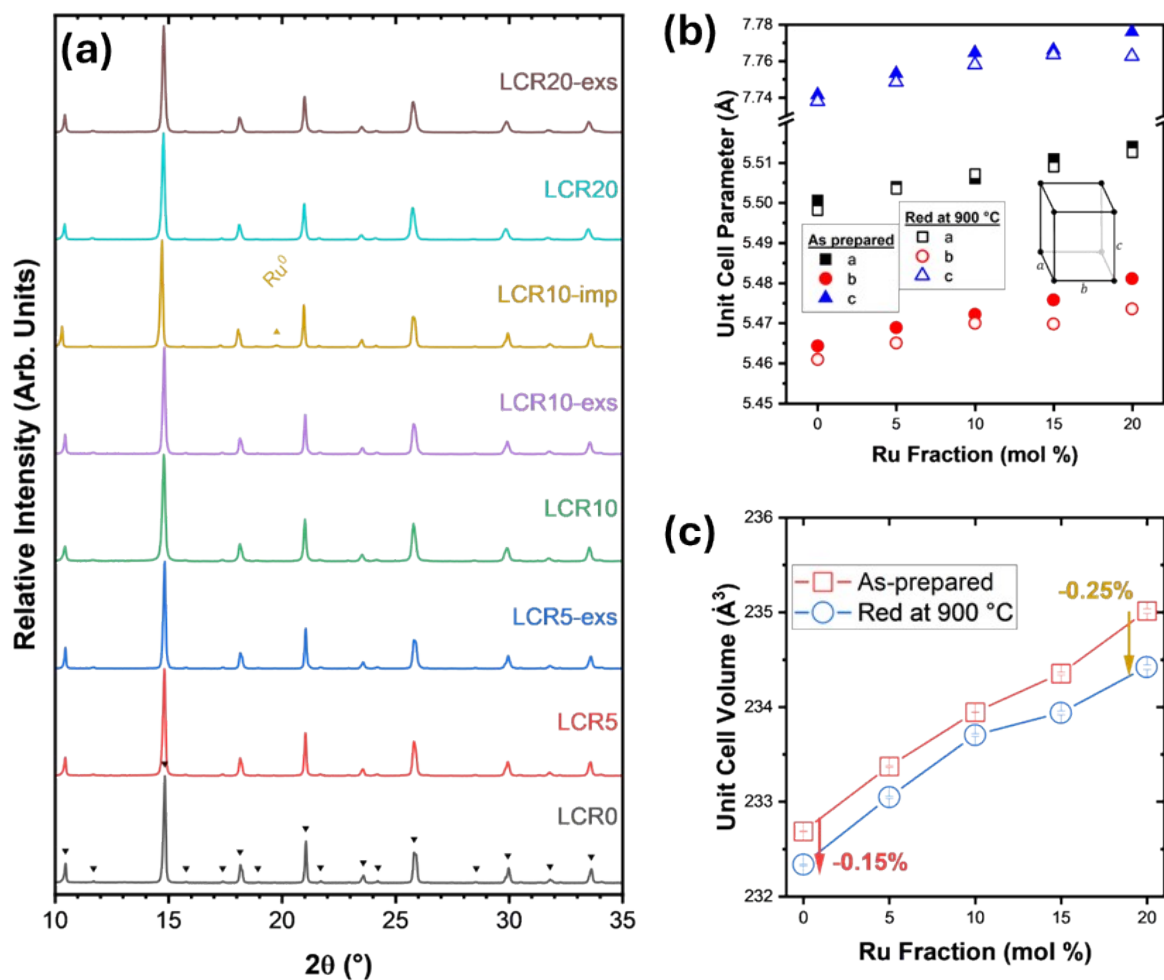 (a)
LCR20-exs
LCR20
Ru⁰
LCR10-imp
LCR10-exs
LCR10
LCR5-exs
LCR5
LCR0
Relative Intensity (Arb. Units)
10 15 20 25 30 35
2θ (°)
(b)
7.78
7.76
7.74
5.51
5.50
5.49
5.48
5.47
5.46
5.45
Unit Cell Parameter (Å)
As prepared
a
b
c
Red at 900 °C
a
b
c
a
b
c
0 5 10 15 20
Ru Fraction (mol %)
(c)
236
235
234
233
232
Unit Cell Volume (Å³)
As-prepared
Red at 900 °C
-0.25%
-0.15%
0 5 10 15 20
Ru Fraction (mol %)